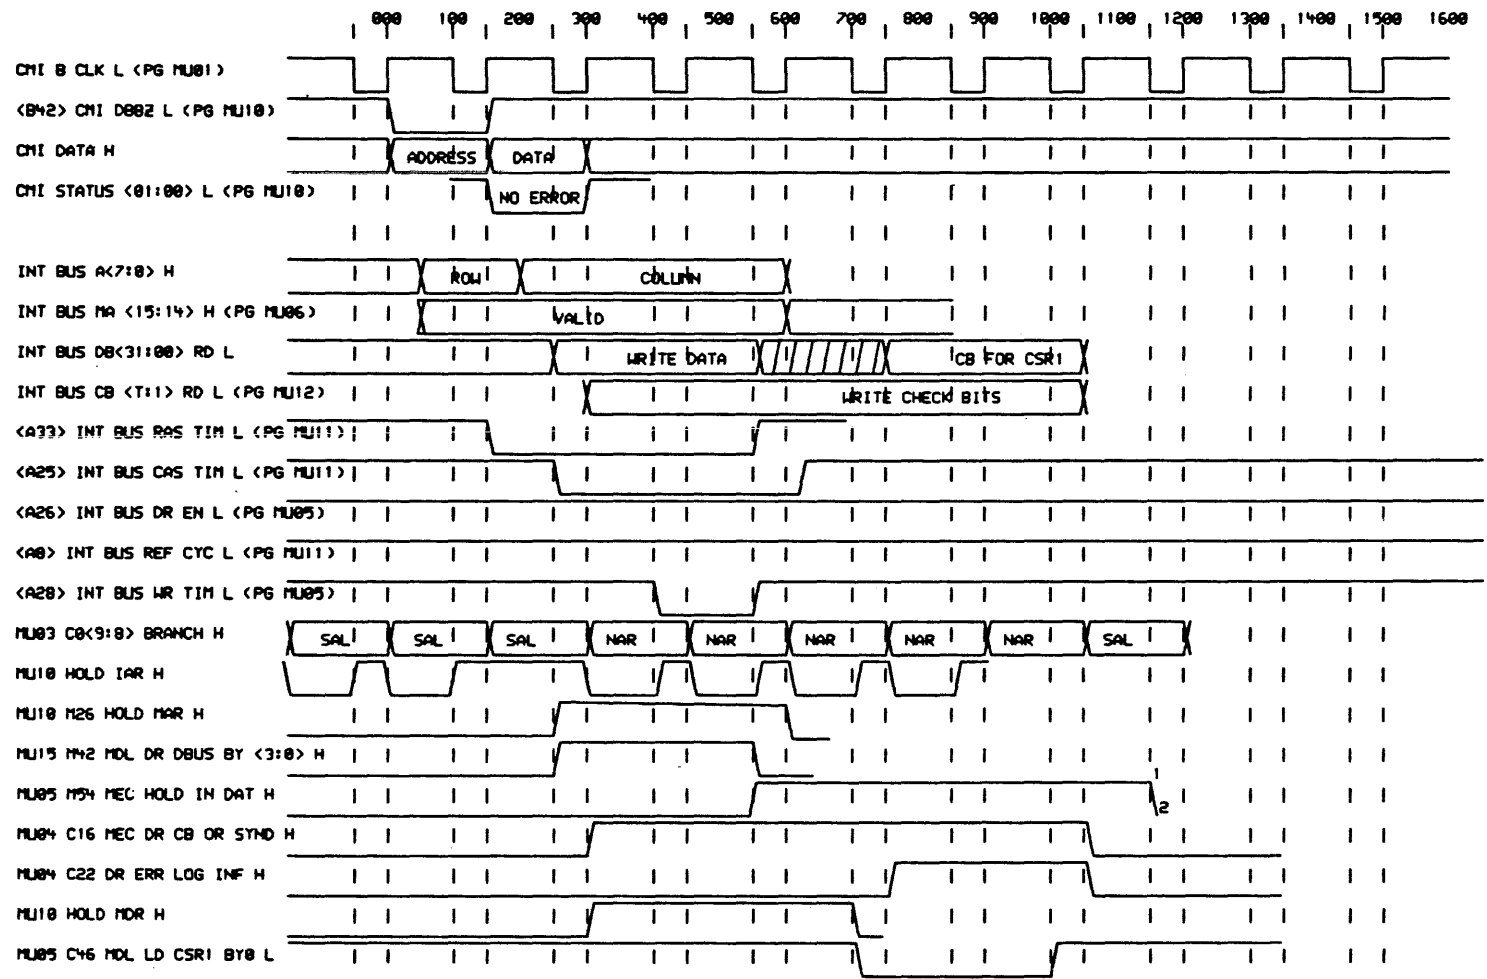 000 100 200 300 400 500 600 700 800 900 1000 1100 1200 1300 1400 1500 1600
CMI B CLK L (PG MU01)
<B42> CMI DBBZ L (PG MU10)
CMI DATA H ADDRESS DATA
CMI STATUS <01:00> L (PG MU10) NO ERROR
INT BUS A<7:0> H ROW COLUMN
INT BUS MA <15:14> H (PG MU06) VALID
INT BUS DB<31:00> RD L WRITE DATA CB FOR CSR1
INT BUS CB <T:1> RD L (PG MU12) WRITE CHECK BITS
<A33> INT BUS RAS TIM L (PG MU11)
<A25> INT BUS CAS TIM L (PG MU11)
<A26> INT BUS DR EN L (PG MU05)
<A8> INT BUS REF CYC L (PG MU11)
<A28> INT BUS WR TIM L (PG MU05)
MU03 C0<9:8> BRANCH H SAL SAL SAL NAR NAR NAR NAR NAR SAL
MU10 HOLD IAR H
MU10 M26 HOLD MAR H
MU15 M42 MDL DR DBUS BY <3:0> H
MU05 M54 MEC HOLD IN DAT H 1 2
MU04 C16 MEC DR CB OR SYND H
MU04 C22 DR ERR LOG INF H
MU10 HOLD MDR H
MU05 C46 MDL LD CSR1 BY0 L